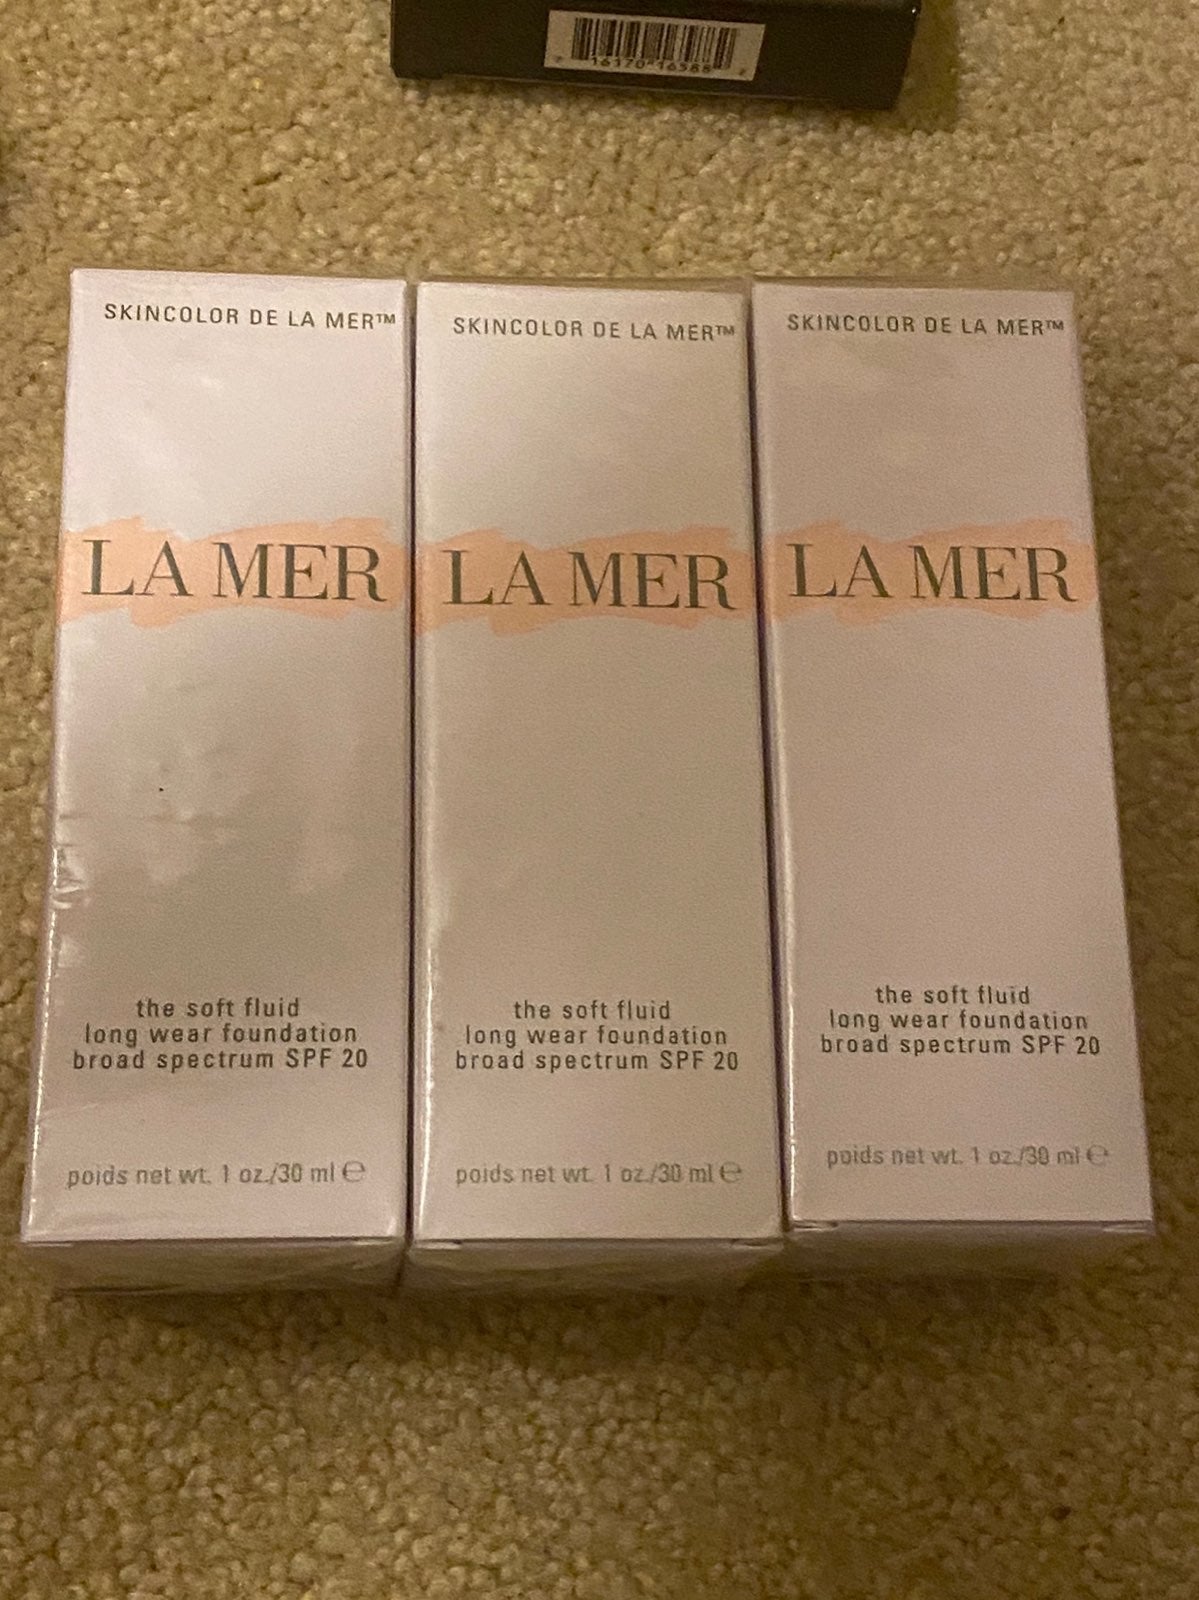 16170 16588
SKINCOLOR DE LA MER™
LA MER
the soft fluid
long wear foundation
broad spectrum SPF 20
poids net wt. 1 oz./30 ml ℮
SKINCOLOR DE LA MER™
LA MER
the soft fluid
long wear foundation
broad spectrum SPF 20
poids net wt. 1 oz./30 ml ℮
SKINCOLOR DE LA MER™
LA MER
the soft fluid
long wear foundation
broad spectrum SPF 20
poids net wt. 1 oz./30 ml ℮